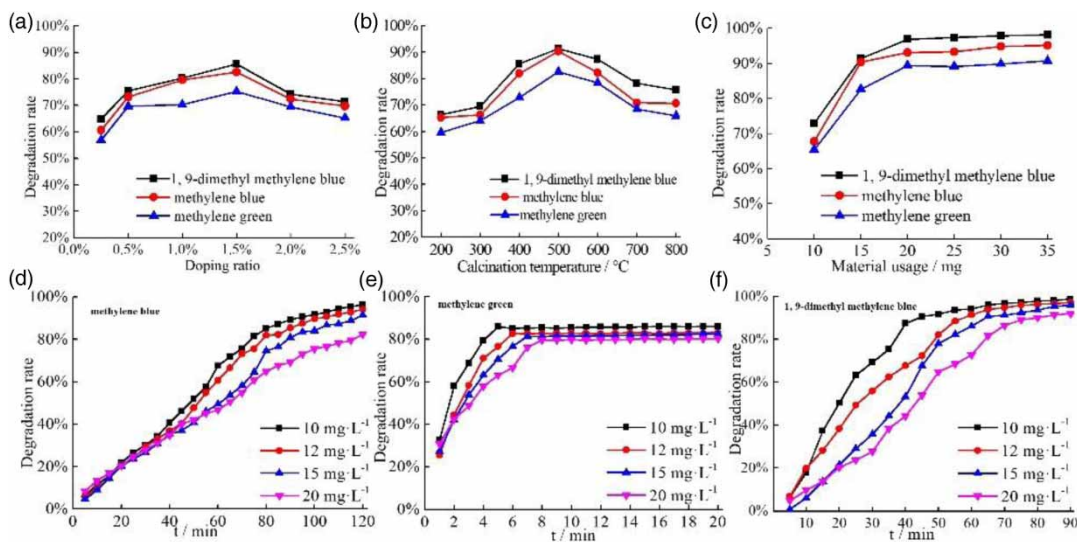 (a)
Degradation rate
100%
90%
80%
70%
60%
50%
40%
30%
20%
1, 9-dimethyl methylene blue
methylene blue
methylene green
0.0% 0.5% 1.0% 1.5% 2.0% 2.5%
Doping ratio
(b)
Degradation rate
100%
90%
80%
70%
60%
50%
40%
30%
20%
1, 9-dimethyl methylene blue
methylene blue
methylene green
200 300 400 500 600 700 800
Calcination temperature / °C
(c)
Degradation rate
100%
90%
80%
70%
60%
50%
40%
1, 9-dimethyl methylene blue
methylene blue
methylene green
5 10 15 20 25 30 35
Material usage / mg
(d)
Degradation rate
100%
80%
60%
40%
20%
0%
methylene blue
10 mg·L⁻¹
12 mg·L⁻¹
15 mg·L⁻¹
20 mg·L⁻¹
0 20 40 60 80 100 120
t / min
(e)
Degradation rate
100%
80%
60%
40%
20%
0%
methylene green
10 mg·L⁻¹
12 mg·L⁻¹
15 mg·L⁻¹
20 mg·L⁻¹
0 2 4 6 8 10 12 14 16 18 20
t / min
(f)
Degradation rate
100%
80%
60%
40%
20%
0%
1, 9-dimethyl methylene blue
10 mg·L⁻¹
12 mg·L⁻¹
15 mg·L⁻¹
20 mg·L⁻¹
0 10 20 30 40 50 60 70 80 90
t / min